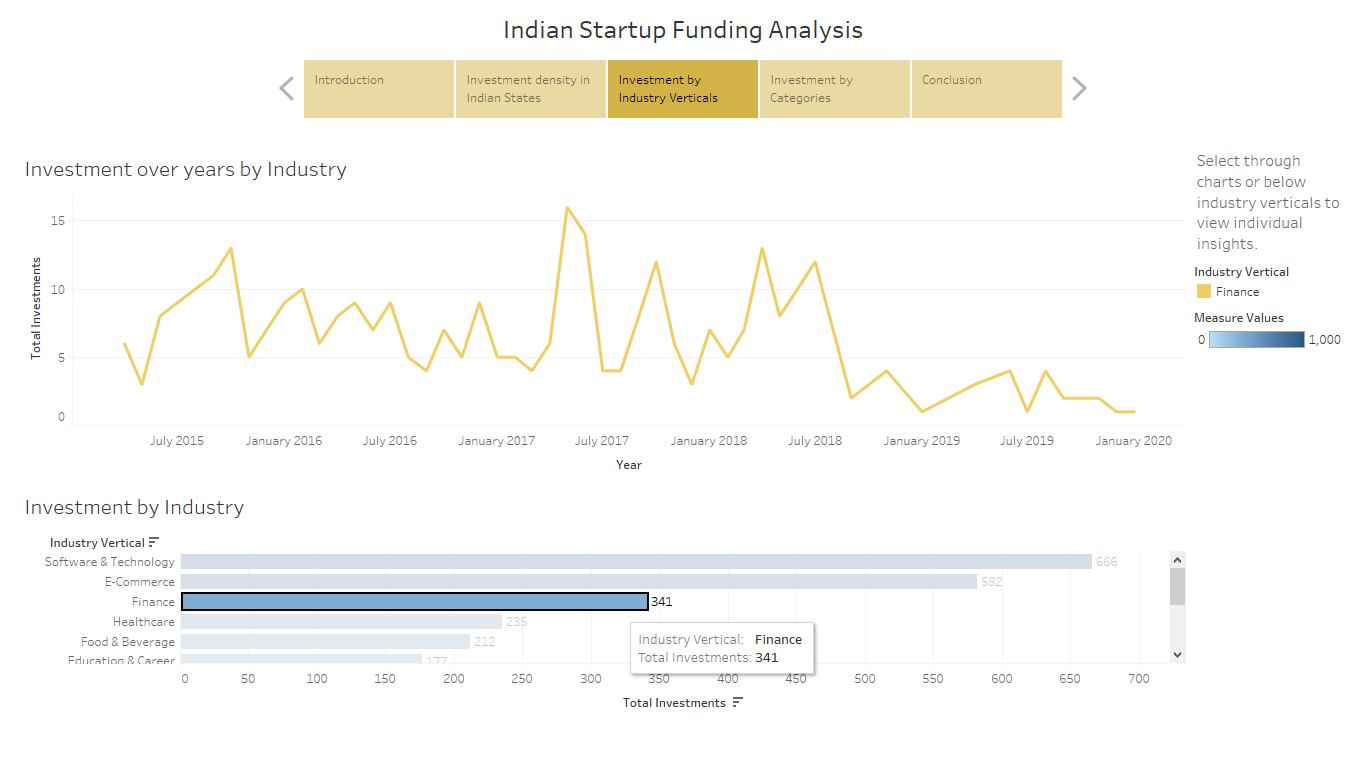 Indian Startup Funding Analysis
Introduction
Investment density in
Indian States
Investment by
Industry Verticals
Investment by
Categories
Conclusion
Investment over years by Industry
Select through
charts or below
industry verticals to
view individual
insights.
Industry Vertical
Finance
Measure Values
0 1,000
Total Investments
15
10
5
0
July 2015 January 2016 July 2016 January 2017 July 2017 January 2018 July 2018 January 2019 July 2019 January 2020
Year
Investment by Industry
Industry Vertical
Software & Technology 666
E-Commerce 582
Finance 341
Healthcare 235
Food & Beverage 212
Education & Career 177
Industry Vertical: Finance
Total Investments: 341
0 50 100 150 200 250 300 350 400 450 500 550 600 650 700
Total Investments